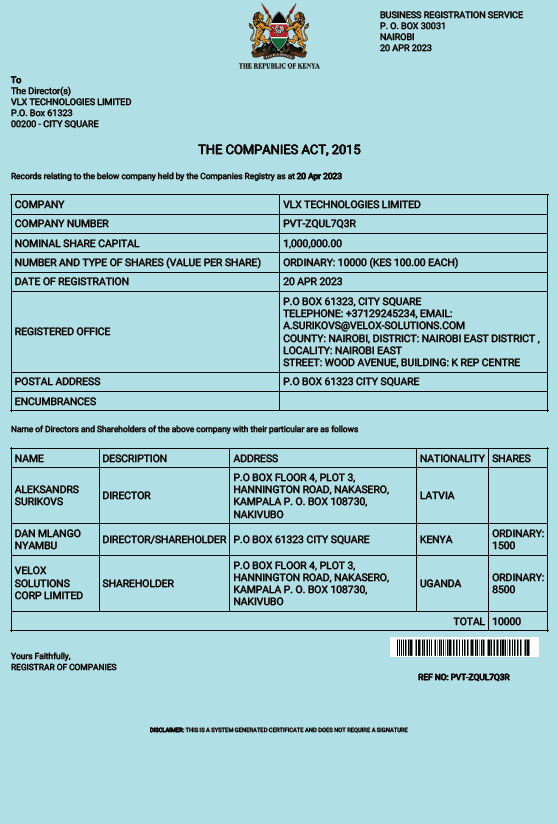 BUSINESS REGISTRATION SERVICE
P. O. BOX 30031
NAIROBI
20 APR 2023
THE REPUBLIC OF KENYA
To
The Director(s)
VLX TECHNOLOGIES LIMITED
P.O. Box 61323
00200 - CITY SQUARE
THE COMPANIES ACT, 2015
Records relating to the below company held by the Companies Registry as at 20 Apr 2023
COMPANY VLX TECHNOLOGIES LIMITED
COMPANY NUMBER PVT-ZQUL7Q3R
NOMINAL SHARE CAPITAL 1,000,000.00
NUMBER AND TYPE OF SHARES (VALUE PER SHARE) ORDINARY: 10000 (KES 100.00 EACH)
DATE OF REGISTRATION 20 APR 2023
REGISTERED OFFICE
P.O BOX 61323, CITY SQUARE
TELEPHONE: +37129245234, EMAIL:
A.SURIKOVS@VELOX-SOLUTIONS.COM
COUNTY: NAIROBI, DISTRICT: NAIROBI EAST DISTRICT ,
LOCALITY: NAIROBI EAST
STREET: WOOD AVENUE, BUILDING: K REP CENTRE
POSTAL ADDRESS P.O BOX 61323 CITY SQUARE
ENCUMBRANCES
Name of Directors and Shareholders of the above company with their particular are as follows
NAME DESCRIPTION ADDRESS NATIONALITY SHARES
ALEKSANDRS
SURIKOVS
DIRECTOR
P.O BOX FLOOR 4, PLOT 3,
HANNINGTON ROAD, NAKASERO,
KAMPALA P. O. BOX 108730,
NAKIVUBO
LATVIA
DAN MLANGO
NYAMBU
DIRECTOR/SHAREHOLDER
P.O BOX 61323 CITY SQUARE
KENYA
ORDINARY:
1500
VELOX
SOLUTIONS
CORP LIMITED
SHAREHOLDER
P.O BOX FLOOR 4, PLOT 3,
HANNINGTON ROAD, NAKASERO,
KAMPALA P. O. BOX 108730,
NAKIVUBO
UGANDA
ORDINARY:
8500
TOTAL 10000
Yours Faithfully,
REGISTRAR OF COMPANIES
REF NO: PVT-ZQUL7Q3R
DISCLAIMER: THIS IS A SYSTEM GENERATED CERTIFICATE AND DOES NOT REQUIRE A SIGNATURE